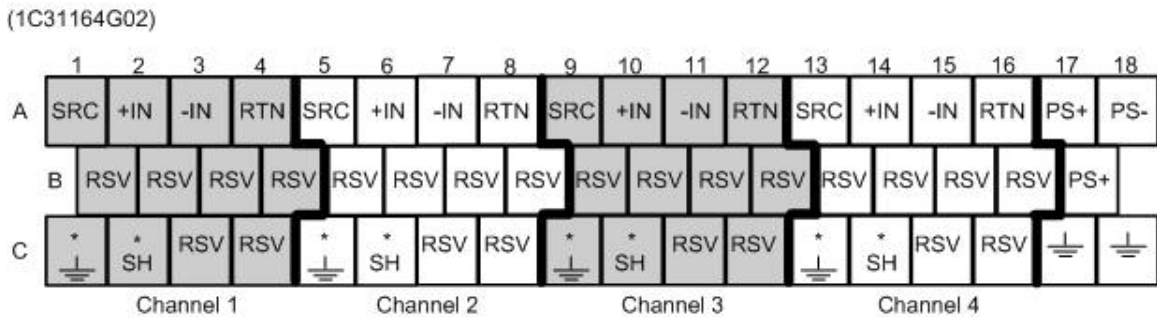 (1C31164G02)
1 2 3 4 5 6 7 8 9 10 11 12 13 14 15 16 17 18
A SRC +IN -IN RTN SRC +IN -IN RTN SRC +IN -IN RTN SRC +IN -IN RTN PS+ PS-
B RSV RSV RSV RSV RSV RSV RSV RSV RSV RSV RSV RSV RSV RSV RSV RSV PS+
* * RSV RSV * * RSV RSV * * RSV RSV * * RSV RSV
C SH SH SH SH
Channel 1 Channel 2 Channel 3 Channel 4